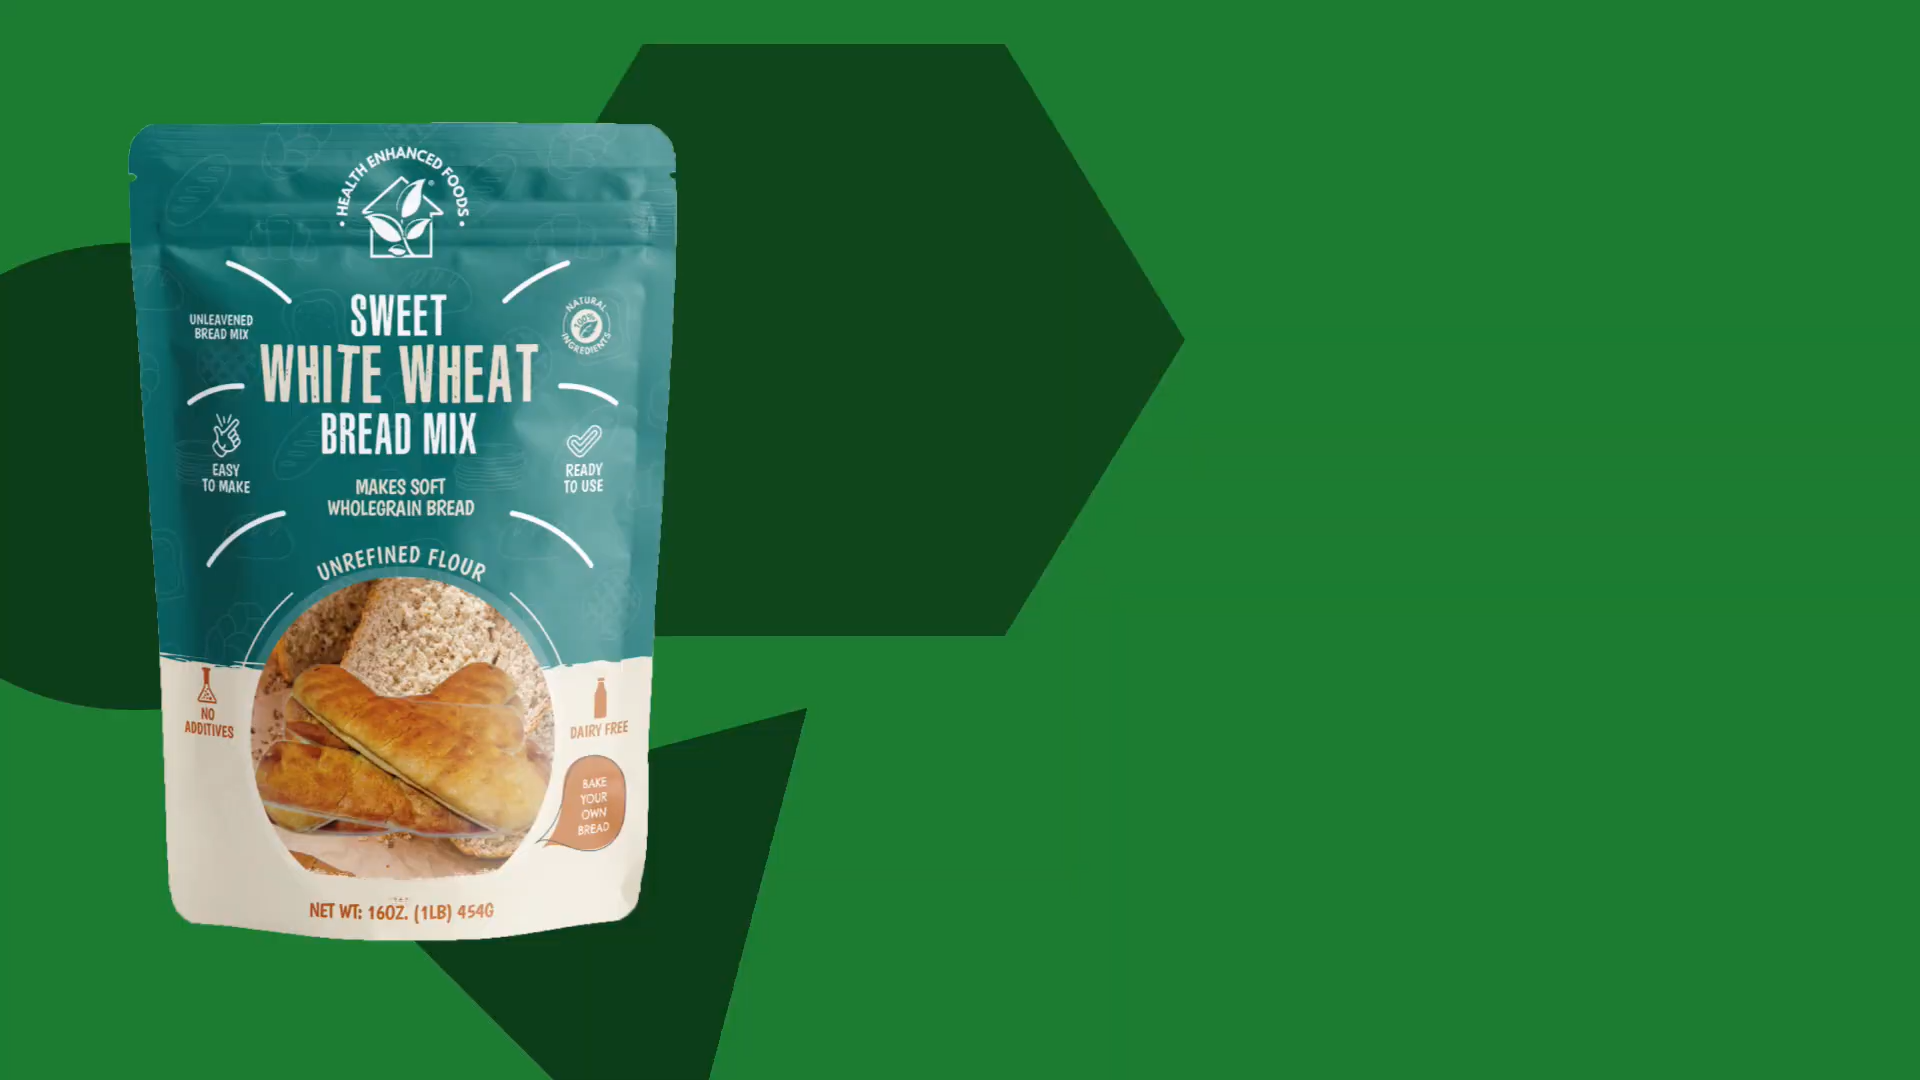 HEALTH ENHANCED FOODS
SWEET
WHITE WHEAT
BREAD MIX
UNLEAVENED
BREAD MIX
NATURAL
100%
INGREDIENTS
EASY
TO MAKE
READY
TO USE
MAKES SOFT
WHOLEGRAIN BREAD
UNREFINED FLOUR
NO
ADDITIVES
DAIRY FREE
BAKE
YOUR
OWN
BREAD
NET WT: 16OZ. (1LB) 454G